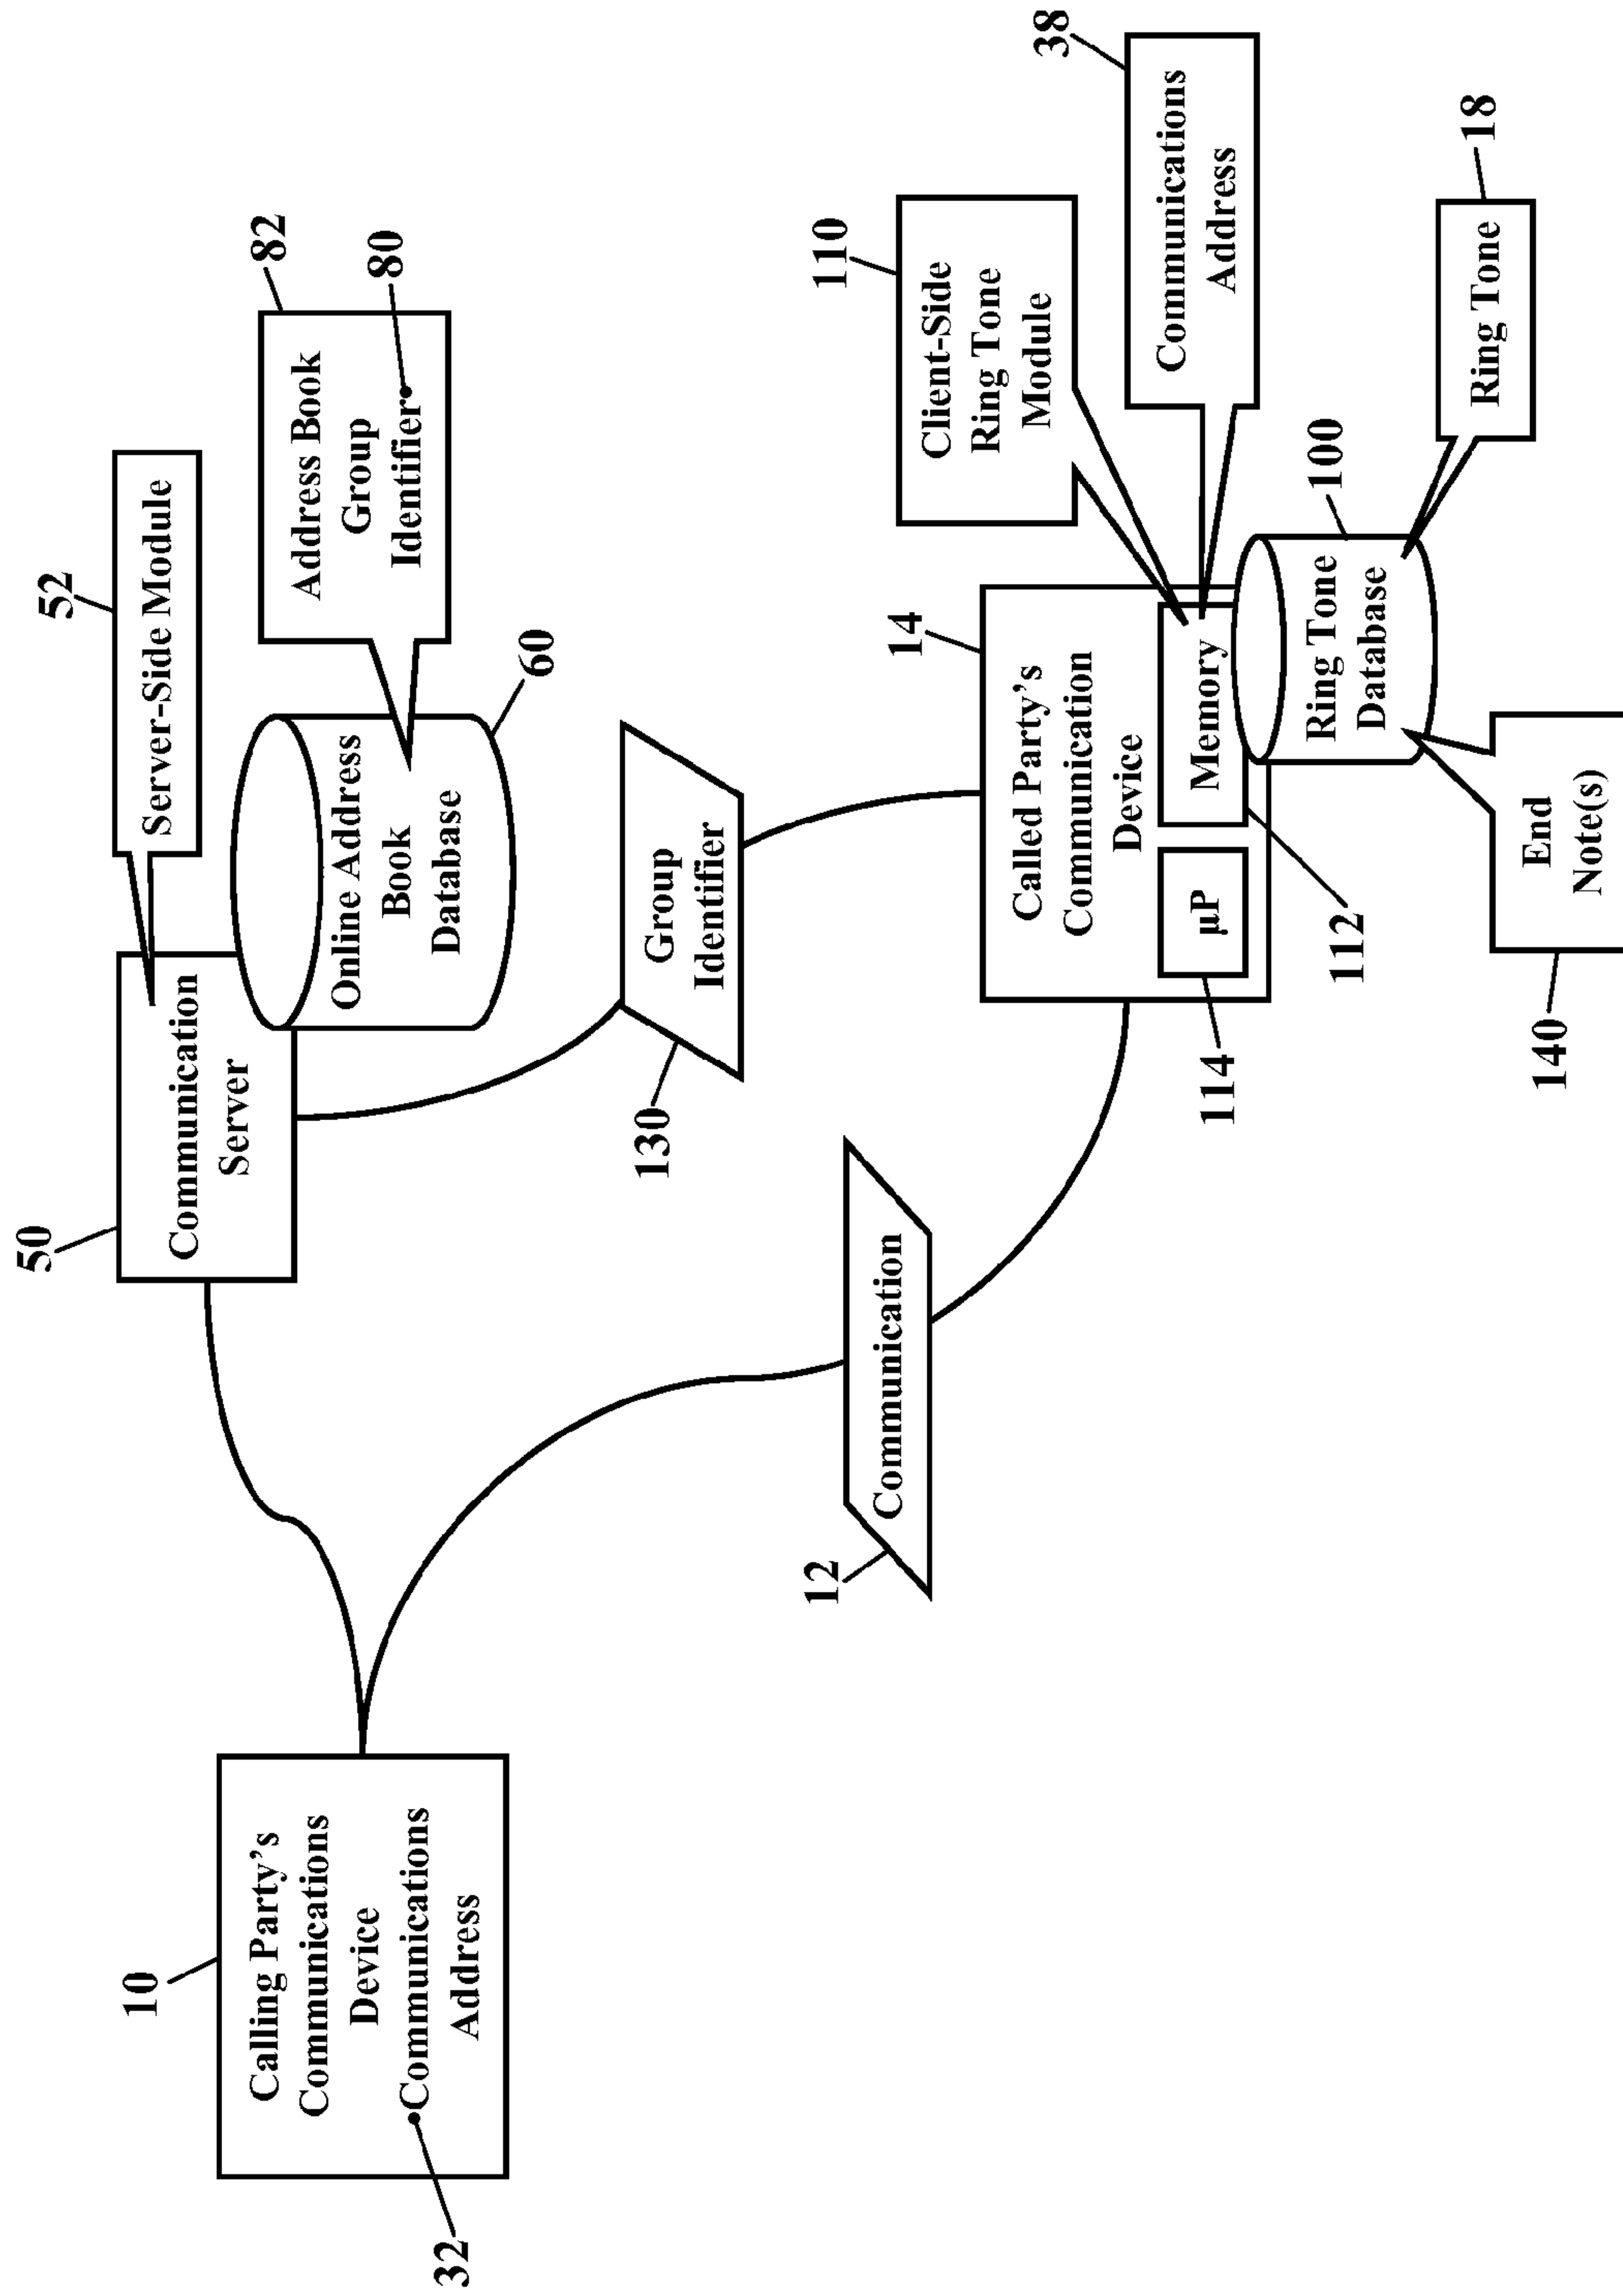 10
Calling Party's
Communications
Device
Communications
Address
32
50
Communication
Server
52
Server-Side Module
Online Address
Book
Database
60
Address Book
Group
Identifier
82
80
130
Group
Identifier
12
Communication
14
Called Party's
Communication
Device
µP
Memory
114
112
110
Client-Side
Ring Tone
Module
Communications
Address
38
Ring Tone
Database
100
Ring Tone
18
End
Note(s)
140